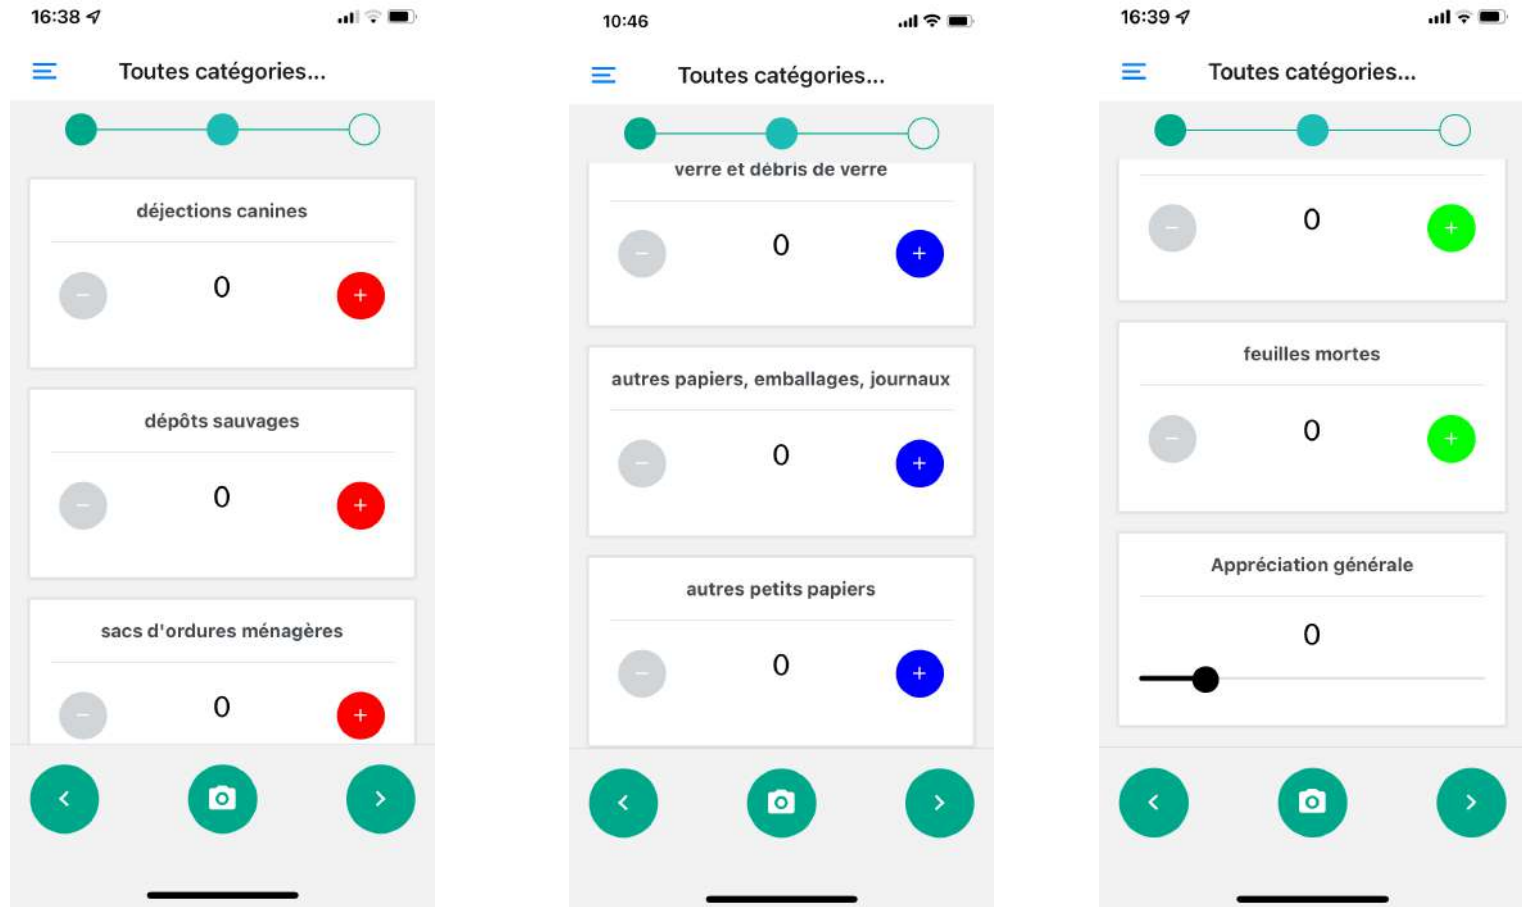 16:38
Toutes catégories...
déjections canines
0
dépôts sauvages
0
sacs d'ordures ménagères
0
10:46
Toutes catégories...
verre et débris de verre
0
autres papiers, emballages, journaux
0
autres petits papiers
0
16:39
Toutes catégories...
0
feuilles mortes
0
Appréciation générale
0